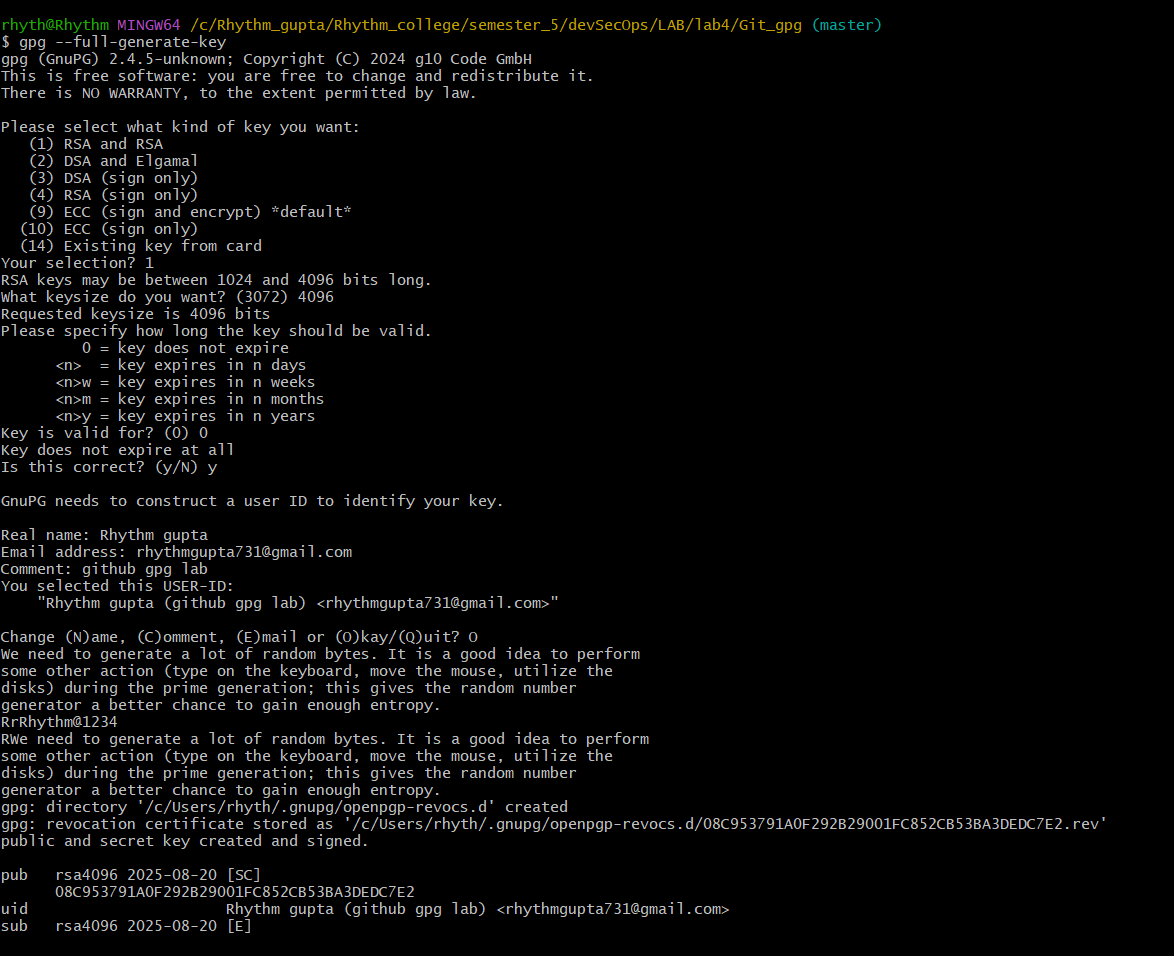 rhyth@Rhythm MINGW64 /c/Rhythm_gupta/Rhythm_college/semester_5/devSecOps/LAB/lab4/Git_gpg (master)
$ gpg --full-generate-key
gpg (GnuPG) 2.4.5-unknown; Copyright (C) 2024 g10 Code GmbH
This is free software: you are free to change and redistribute it.
There is NO WARRANTY, to the extent permitted by law.

Please select what kind of key you want:
   (1) RSA and RSA
   (2) DSA and Elgamal
   (3) DSA (sign only)
   (4) RSA (sign only)
   (9) ECC (sign and encrypt) *default*
  (10) ECC (sign only)
  (14) Existing key from card
Your selection? 1
RSA keys may be between 1024 and 4096 bits long.
What keysize do you want? (3072) 4096
Requested keysize is 4096 bits
Please specify how long the key should be valid.
         0 = key does not expire
      <n>  = key expires in n days
      <n>w = key expires in n weeks
      <n>m = key expires in n months
      <n>y = key expires in n years
Key is valid for? (0) 0
Key does not expire at all
Is this correct? (y/N) y

GnuPG needs to construct a user ID to identify your key.

Real name: Rhythm gupta
Email address: rhythmgupta731@gmail.com
Comment: github gpg lab
You selected this USER-ID:
    "Rhythm gupta (github gpg lab) <rhythmgupta731@gmail.com>"

Change (N)ame, (C)omment, (E)mail or (O)kay/(Q)uit? O
We need to generate a lot of random bytes. It is a good idea to perform
some other action (type on the keyboard, move the mouse, utilize the
disks) during the prime generation; this gives the random number
generator a better chance to gain enough entropy.
RrRhythm@1234
RWe need to generate a lot of random bytes. It is a good idea to perform
some other action (type on the keyboard, move the mouse, utilize the
disks) during the prime generation; this gives the random number
generator a better chance to gain enough entropy.
gpg: directory '/c/Users/rhyth/.gnupg/openpgp-revocs.d' created
gpg: revocation certificate stored as '/c/Users/rhyth/.gnupg/openpgp-revocs.d/08C953791A0F292B29001FC852CB53BA3DEDC7E2.rev'
public and secret key created and signed.

pub   rsa4096 2025-08-20 [SC]
      08C953791A0F292B29001FC852CB53BA3DEDC7E2
uid                      Rhythm gupta (github gpg lab) <rhythmgupta731@gmail.com>
sub   rsa4096 2025-08-20 [E]